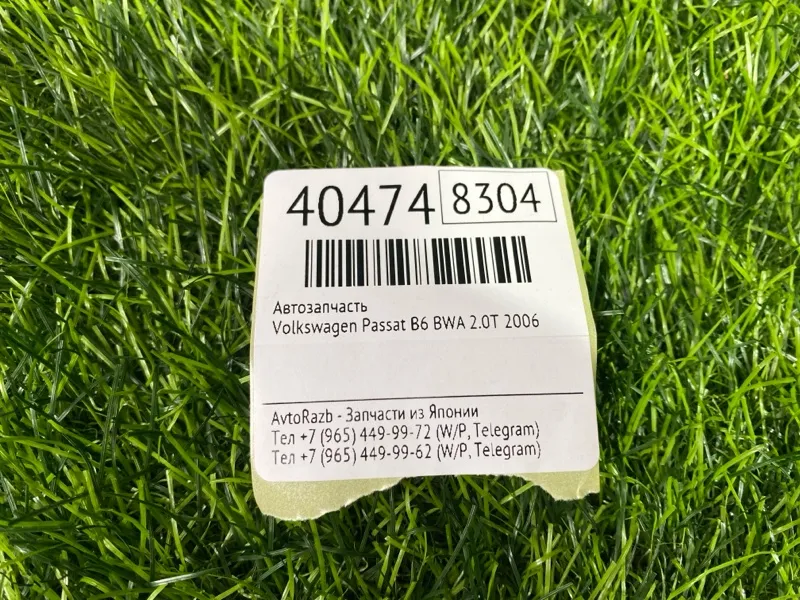 40474 8304
Автозапчасть
Volkswagen Passat B6 BWA 2.0T 2006
AvtoRazb - Запчасти из Японии
Тел +7 (965) 449-99-72 (W/P, Telegram)
Тел +7 (965) 449-99-62 (W/P, Telegram)